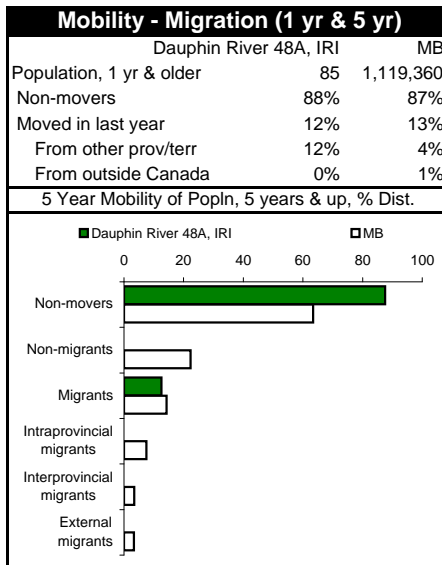 Mobility - Migration (1 yr & 5 yr)
Dauphin River 48A, IRI MB
Population, 1 yr & older 85 1,119,360
Non-movers 88% 87%
Moved in last year 12% 13%
From other prov/terr 12% 4%
From outside Canada 0% 1%
5 Year Mobility of Popln, 5 years & up, % Dist.
Dauphin River 48A, IRI MB
0 20 40 60 80 100
Non-movers
Non-migrants
Migrants
Intraprovincial
migrants
Interprovincial
migrants
External
migrants